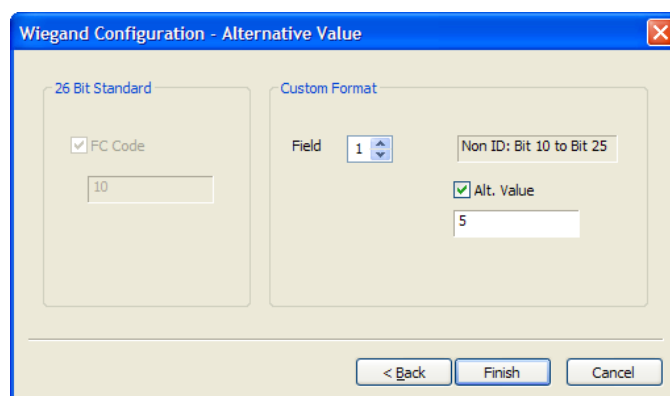 Wiegand Configuration - Alternative Value
26 Bit Standard
FC Code
10
Custom Format
Field 1 Non ID: Bit 10 to Bit 25
Alt. Value
5
< Back Finish Cancel